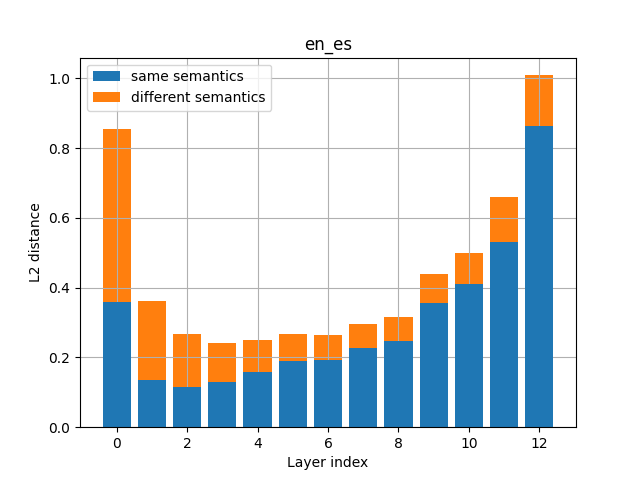 en_es
same semantics
different semantics
1.0
0.8
0.6
0.4
0.2
0.0
L2 distance
0 2 4 6 8 10 12
Layer index